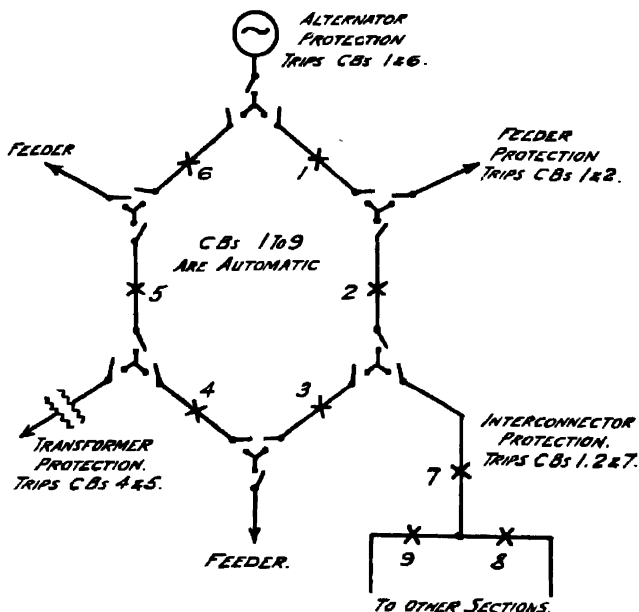 ALTERNATOR
PROTECTION
TRIPS CBs 1&6.
FEEDER
6
1
FEEDER
PROTECTION
TRIPS CBs 1&2.
CBs 1 TO 9
ARE AUTOMATIC
5
2
4
3
TRANSFORMER
PROTECTION.
TRIPS CBs 4&5.
INTERCONNECTOR
PROTECTION.
TRIPS CBs 1.2&7.
7
9
8
FEEDER.
TO OTHER SECTIONS.